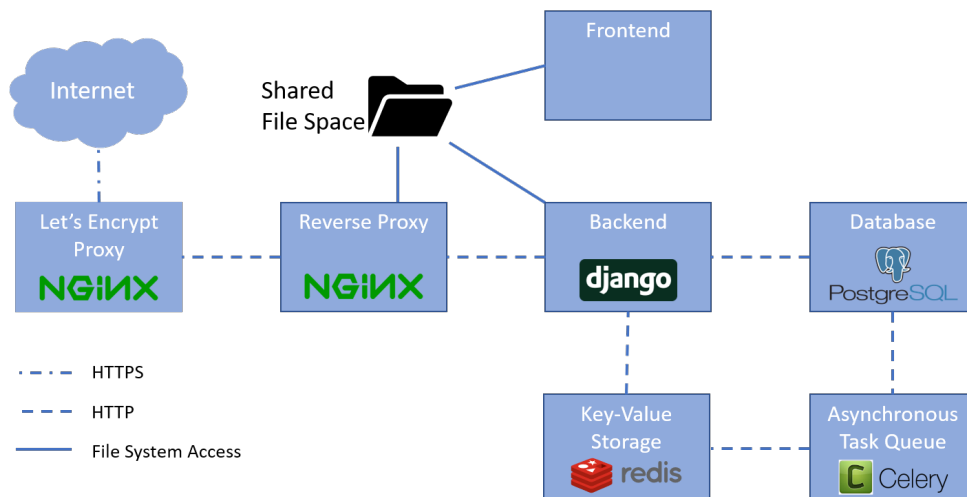 Frontend
Internet
Shared
File Space
Let's Encrypt
Proxy
NGiNX
Reverse Proxy
NGiNX
Backend
django
Database
PostgreSQL
HTTPS
HTTP
File System Access
Key-Value
Storage
redis
Asynchronous
Task Queue
C Celery